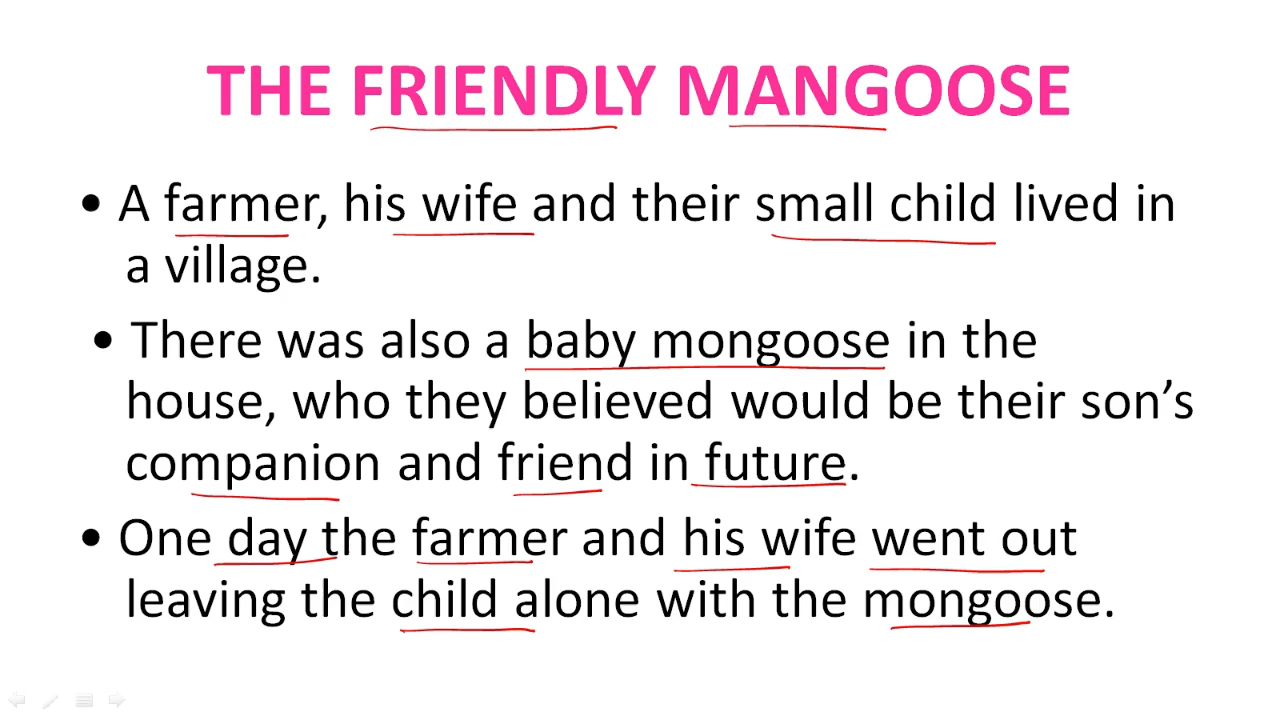 THE FRIENDLY MANGOOSE
• A farmer, his wife and their small child lived in
a village.
• There was also a baby mongoose in the
house, who they believed would be their son’s
companion and friend in future.
• One day the farmer and his wife went out
leaving the child alone with the mongoose.